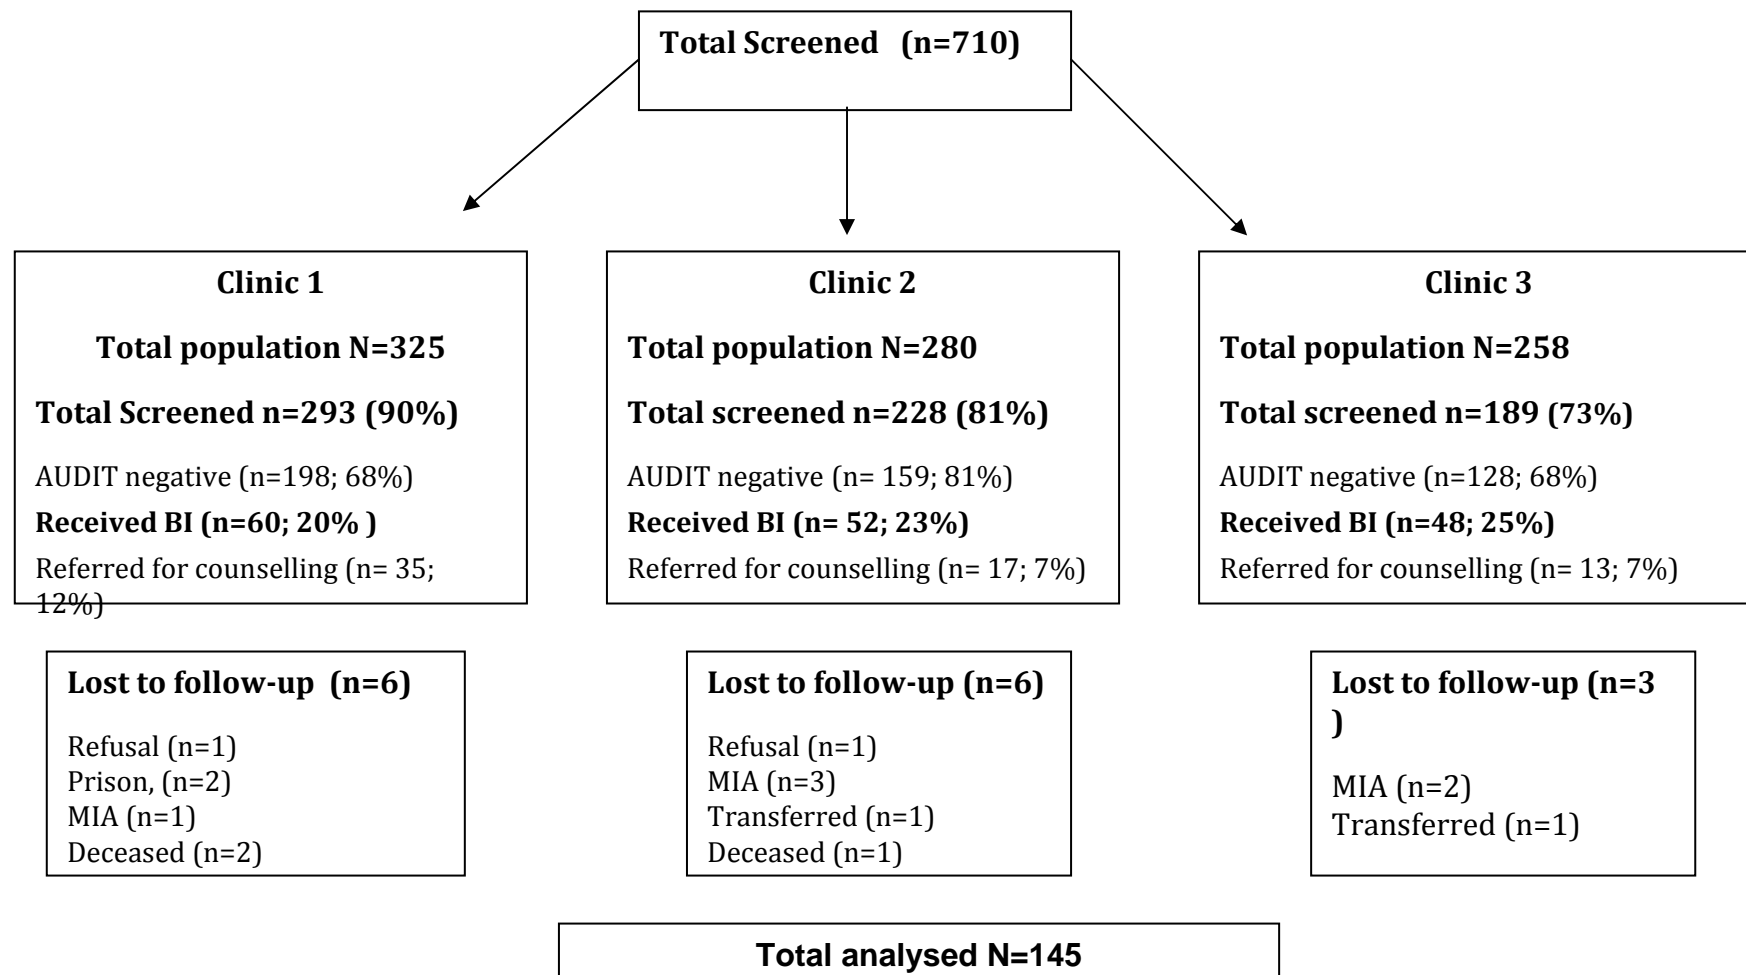 Total Screened (n=710)
Clinic 1
Total population N=325
Total Screened n=293 (90%)
AUDIT negative (n=198; 68%)
Received BI (n=60; 20% )
Referred for counselling (n= 35;
12%)
Clinic 2
Total population N=280
Total screened n=228 (81%)
AUDIT negative (n= 159; 81%)
Received BI (n= 52; 23%)
Referred for counselling (n= 17; 7%)
Clinic 3
Total population N=258
Total screened n=189 (73%)
AUDIT negative (n=128; 68%)
Received BI (n=48; 25%)
Referred for counselling (n= 13; 7%)
Lost to follow-up (n=6)
Refusal (n=1)
Prison, (n=2)
MIA (n=1)
Deceased (n=2)
Lost to follow-up (n=6)
Refusal (n=1)
MIA (n=3)
Transferred (n=1)
Deceased (n=1)
Lost to follow-up (n=3
)
MIA (n=2)
Transferred (n=1)
Total analysed N=145